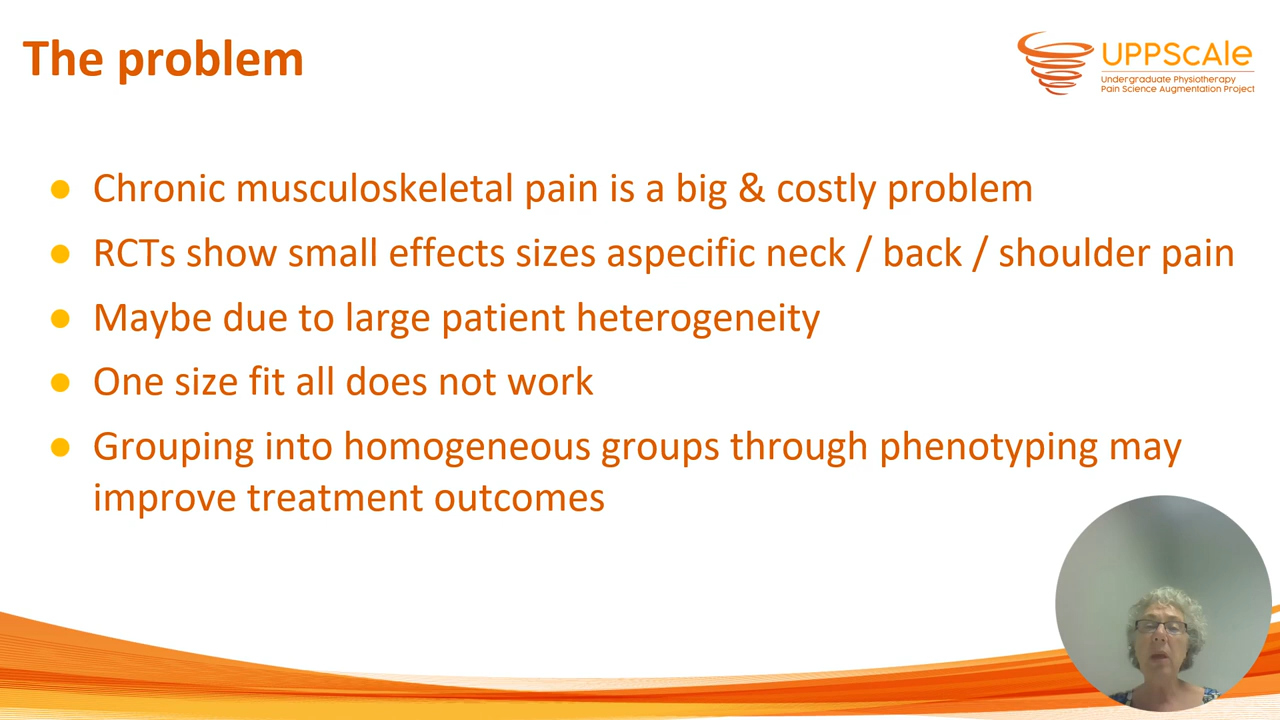 The problem
UPPScale
Undergraduate Physiotherapy
Pain Science Augmentation Project
Chronic musculoskeletal pain is a big & costly problem
RCTs show small effects sizes aspecific neck / back / shoulder pain
Maybe due to large patient heterogeneity
One size fit all does not work
Grouping into homogeneous groups through phenotyping may
improve treatment outcomes